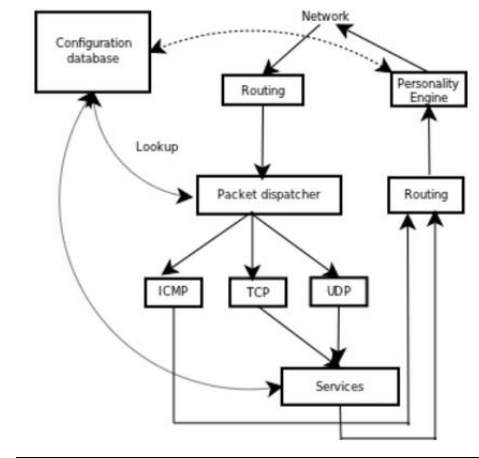 Network
Configuration
database
Personality
Engine
Routing
Lookup
Packet dispatcher
Routing
ICMP
TCP
UDP
Services